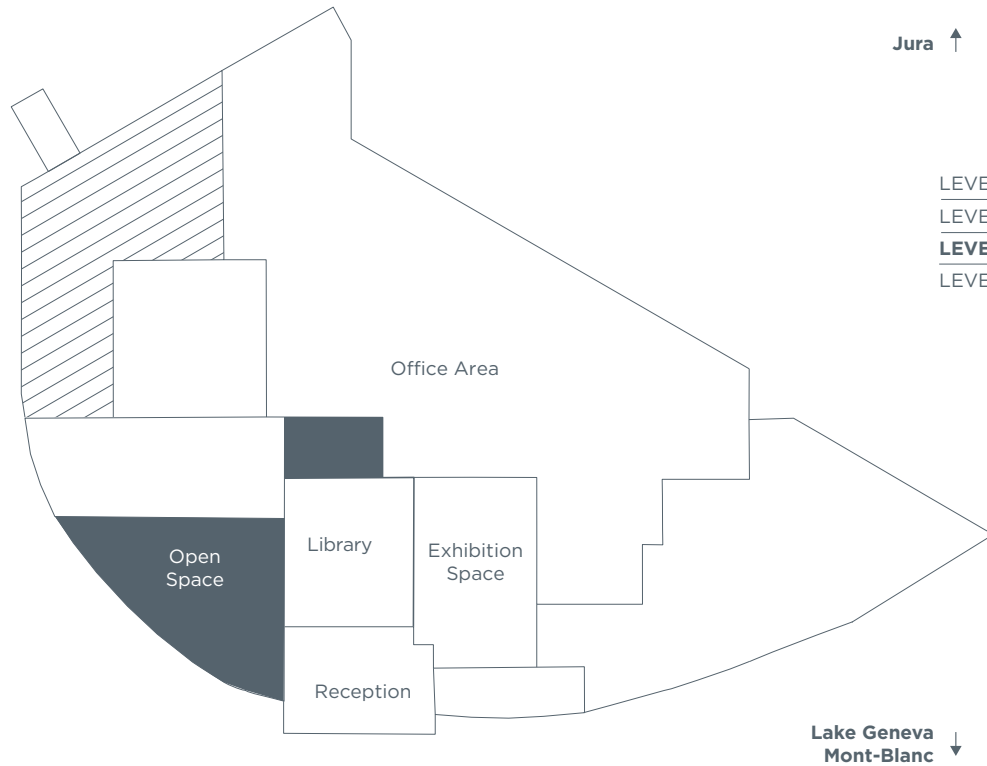 Jura
LEVE
LEVE
LEVE
LEVE
Office Area
Open
Space
Library
Exhibition
Space
Reception
Lake Geneva
Mont-Blanc